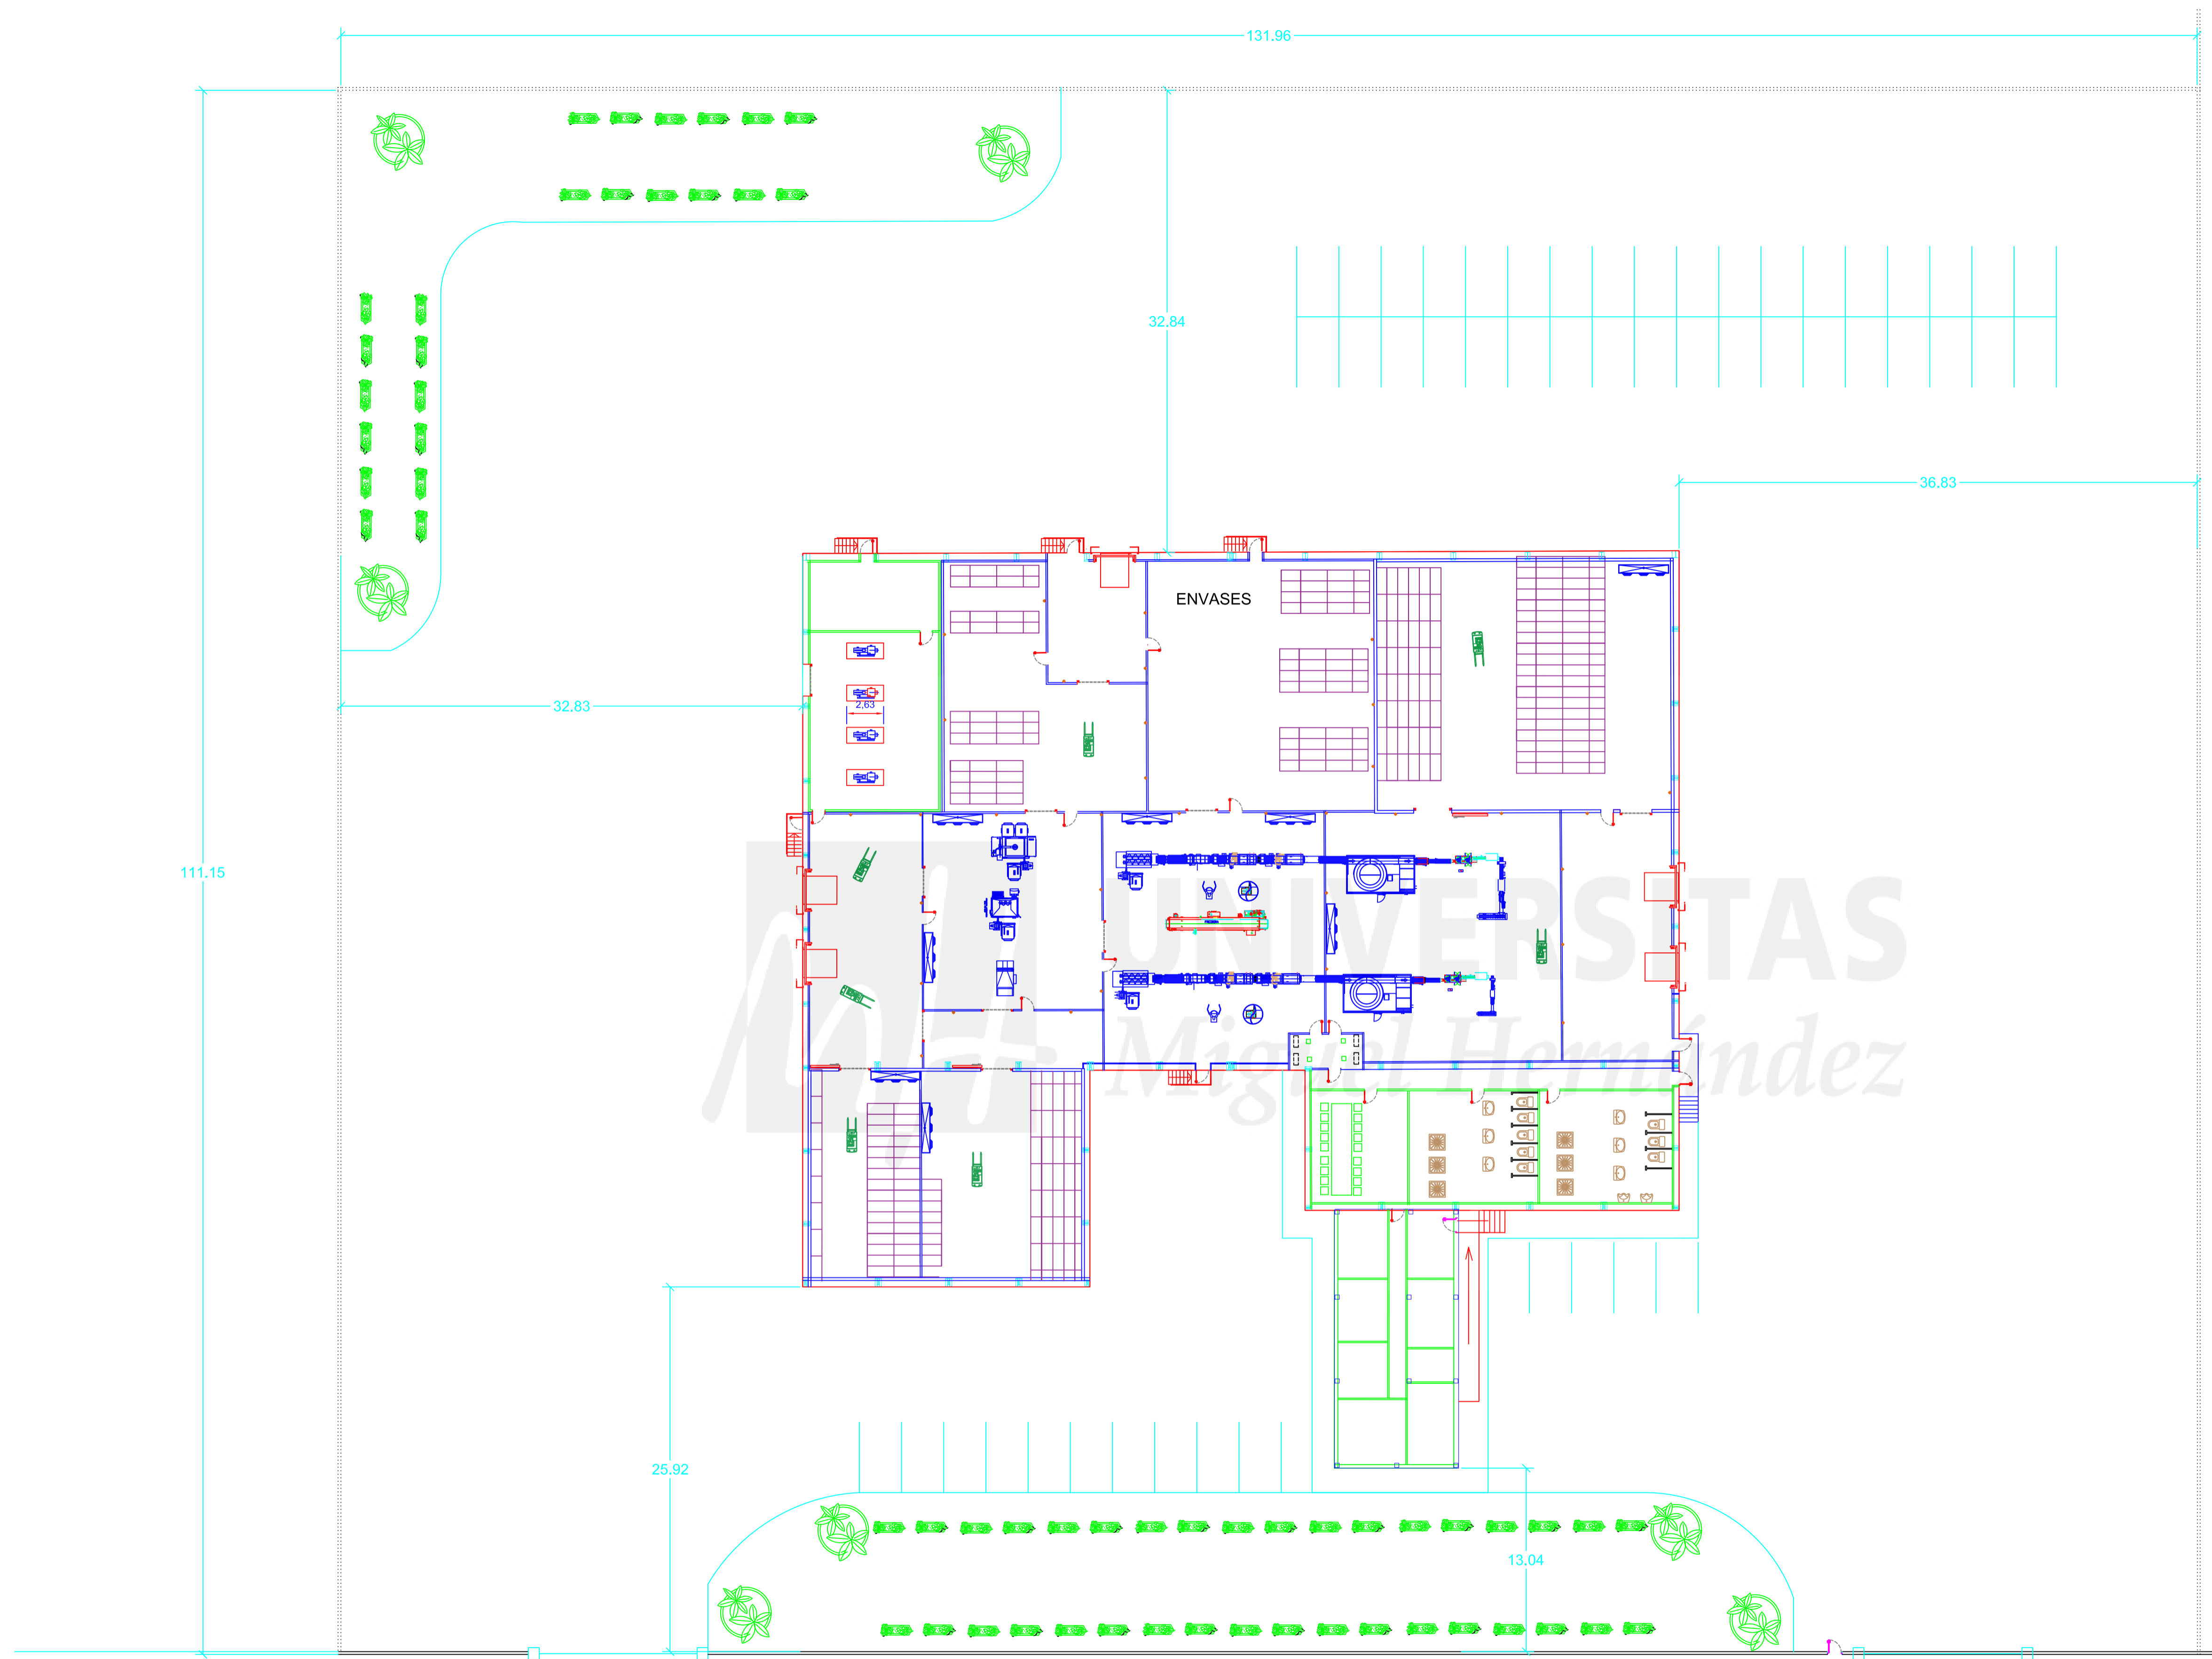 131.96
32.84
36.83
ENVASES
2,63
32.83
111.15
UNIVERSITAS
Miguel Hernández
25.92
13.04